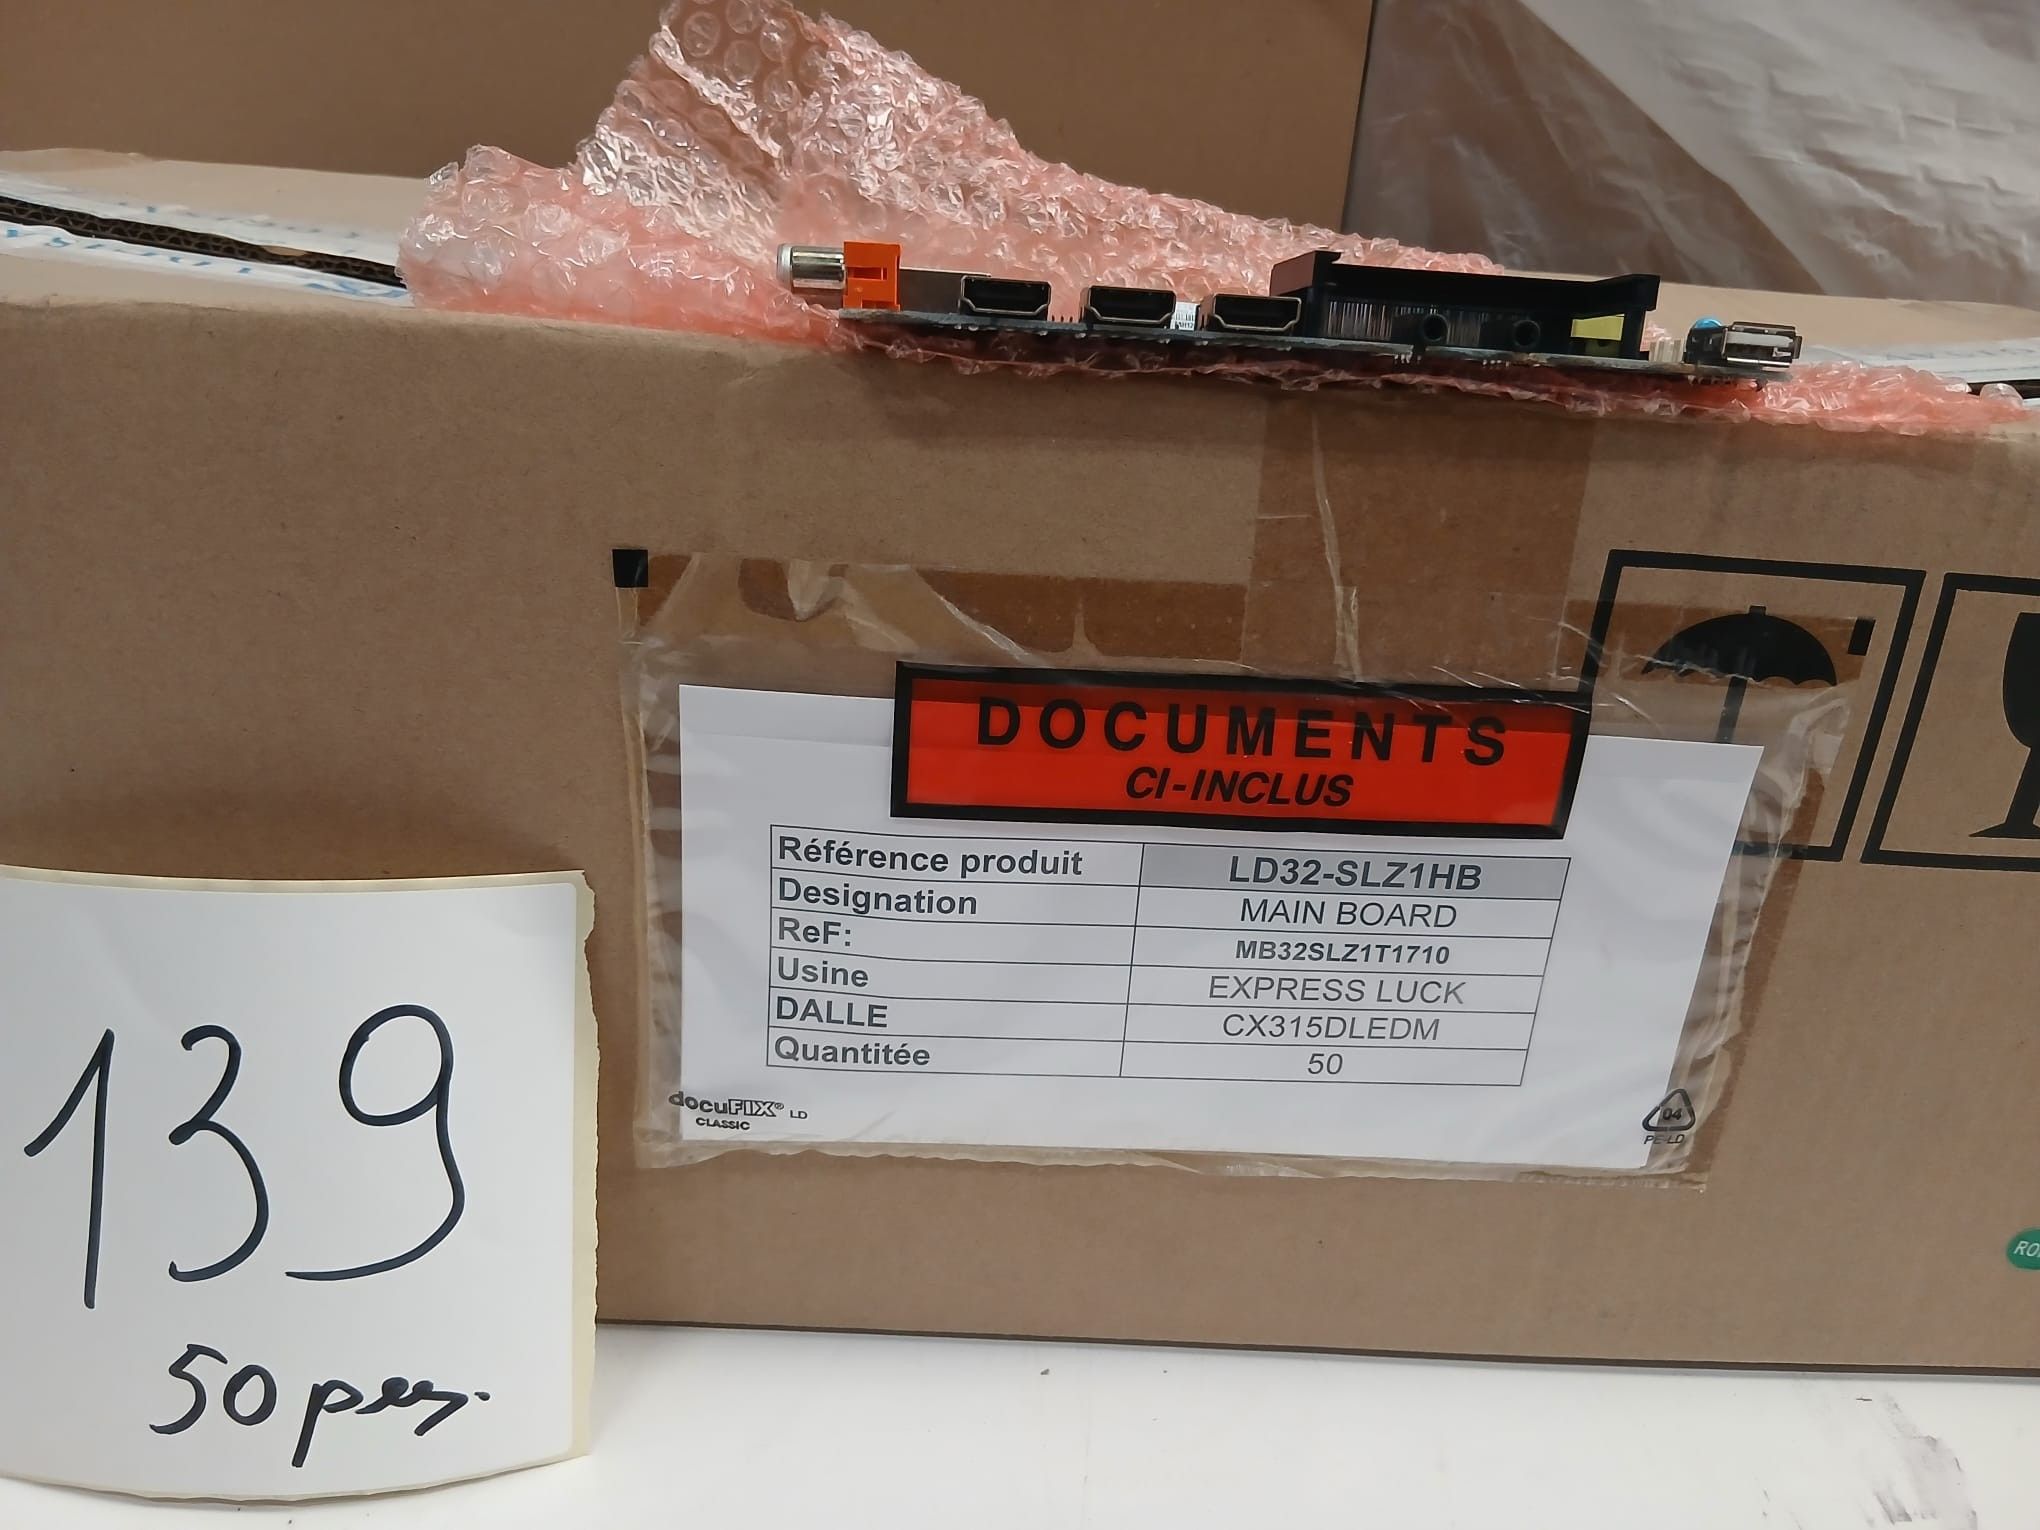 DOCUMENTS
CI-INCLUS
Référence produit LD32-SLZ1HB
Designation MAIN BOARD
ReF: MB32SLZ1T1710
Usine EXPRESS LUCK
DALLE CX315DLEDM
Quantitée 50
docuFIX® LD
CLASSIC
04
PE-LD
139
50 pcs.